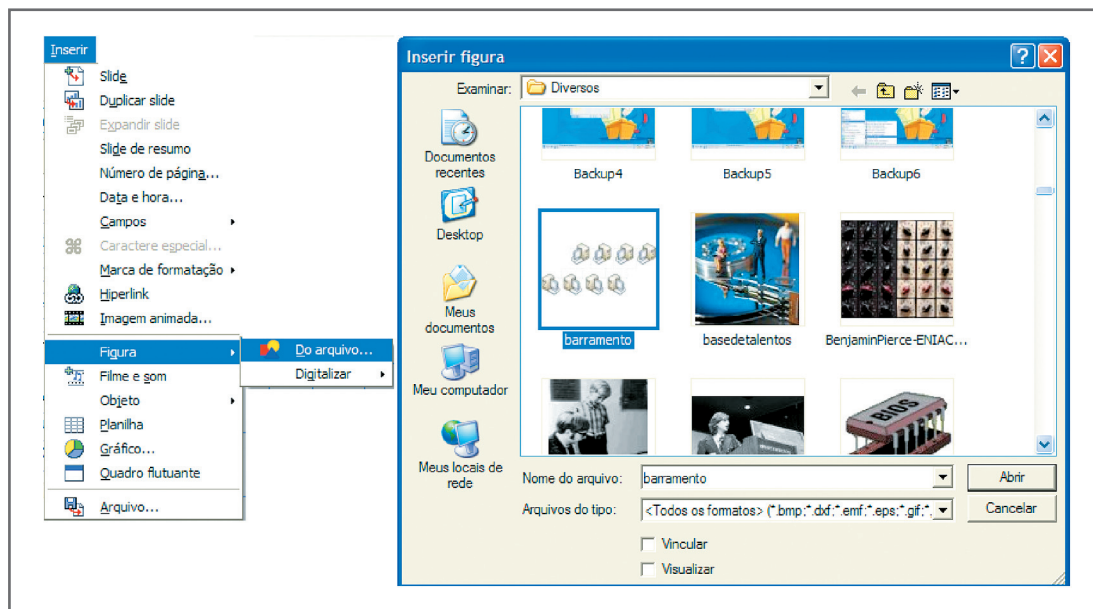 Inserir
Slide
Duplicar slide
Expandir slide
Slide de resumo
Número de página...
Data e hora...
Campos
Caractere especial...
Marca de formatação
Hiperlink
Imagem animada...
Figura
Filme e som
Objeto
Planilha
Gráfico...
Quadro flutuante
Arquivo...
Do arquivo...
Digitalizar
Inserir figura
Examinar:
Diversos
Documentos
recentes
Desktop
Meus
documentos
Meu computador
Meus locais de
rede
Backup4
Backup5
Backup6
barramento
basedetalentos
BenjaminPierce-ENIAC...
BIOS
Nome do arquivo:
barramento
Abrir
Arquivos do tipo:
<Todos os formatos> (*.bmp;*.dxf;*.emf;*.eps;*.gif;*.
Cancelar
Vincular
Visualizar